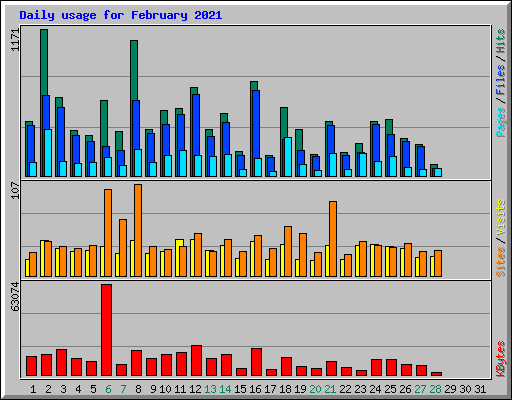 Daily usage for February 2021
1171
Pages / Files / Hits
107
Sites / Visits
63074
KBytes
1 2 3 4 5 6 7 8 9 10 11 12 13 14 15 16 17 18 19 20 21 22 23 24 25 26 27 28 29 30 31